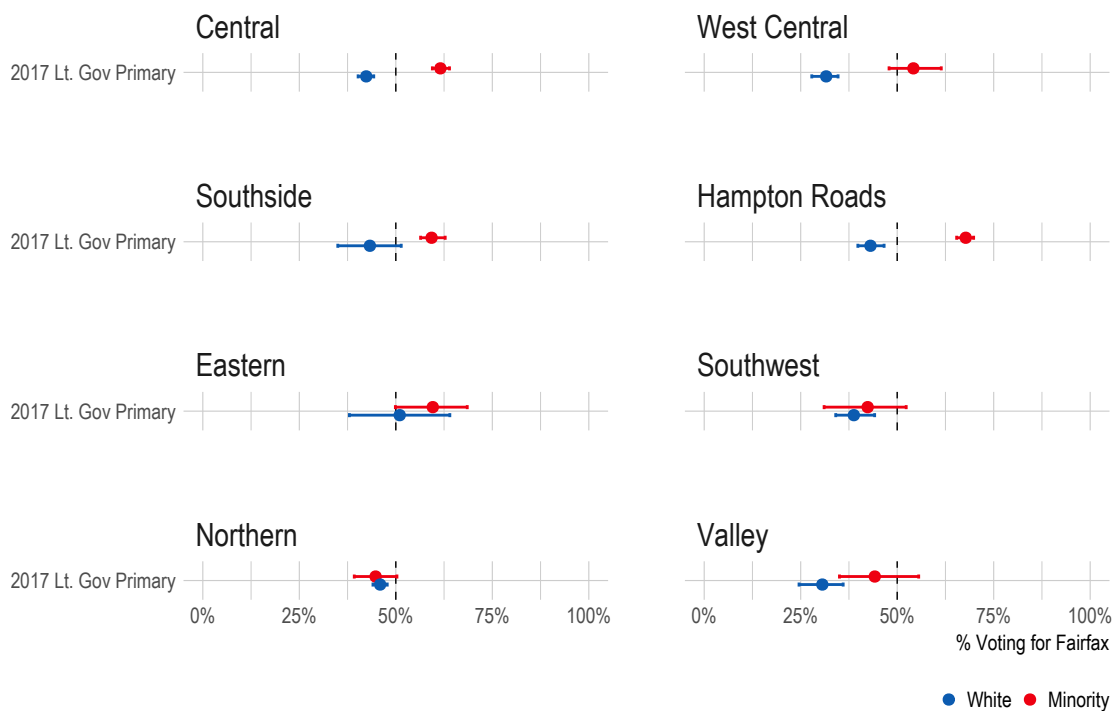 Central
West Central
2017 Lt. Gov Primary
Southside
Hampton Roads
2017 Lt. Gov Primary
Eastern
Southwest
2017 Lt. Gov Primary
Northern
Valley
2017 Lt. Gov Primary
0% 25% 50% 75% 100%
0% 25% 50% 75% 100%
% Voting for Fairfax
White Minority